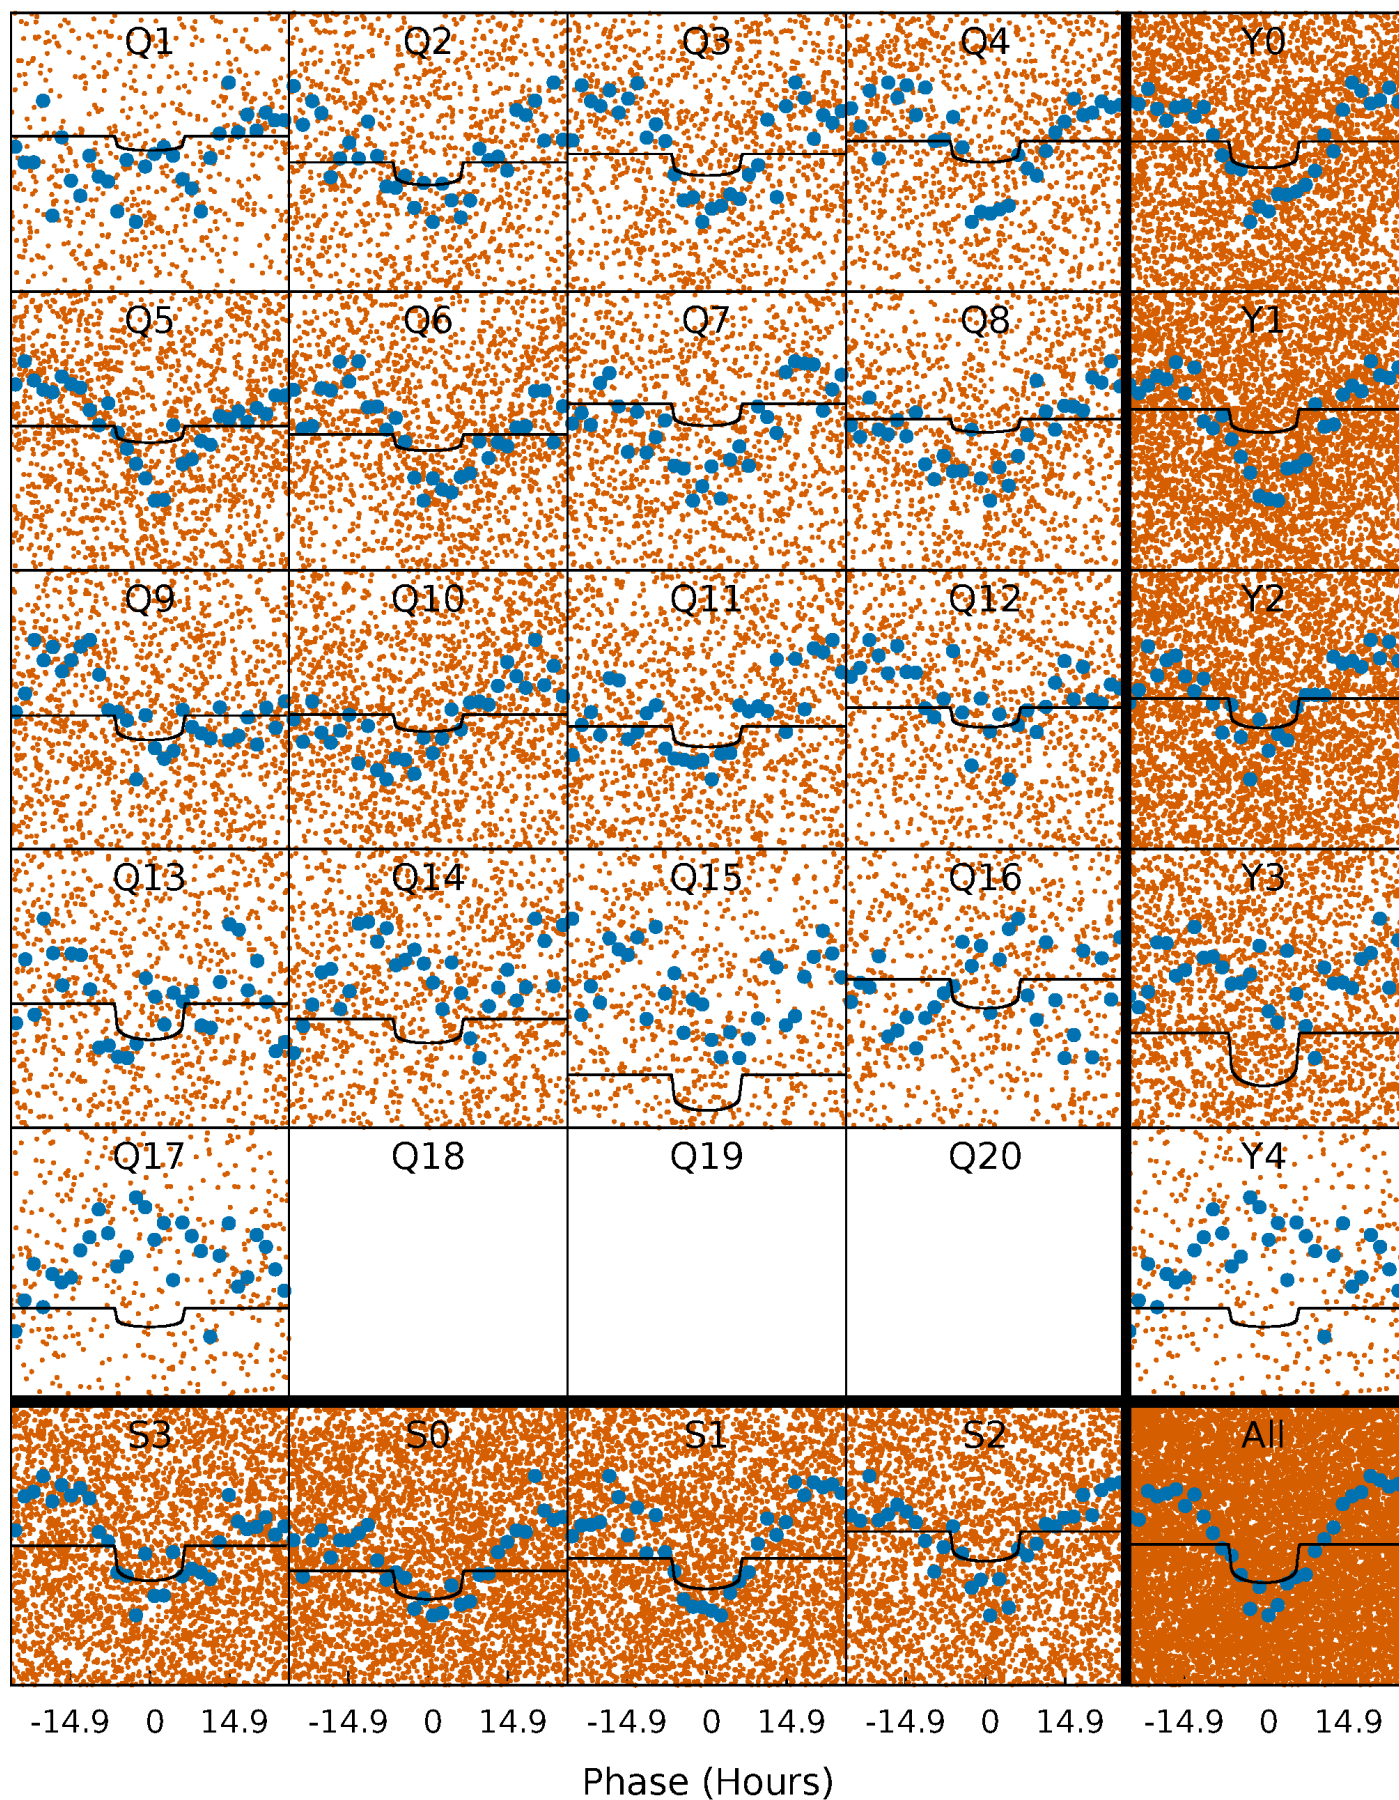 Q1 Q2 Q3 Q4 Y0
Q5 Q6 Q7 Q8 Y1
Q9 Q10 Q11 Q12 Y2
Q13 Q14 Q15 Q16 Y3
Q17 Q18 Q19 Q20 Y4
S3 S0 S1 S2 All
-14.9 0 14.9 -14.9 0 14.9 -14.9 0 14.9 -14.9 0 14.9 -14.9 0 14.9
Phase (Hours)